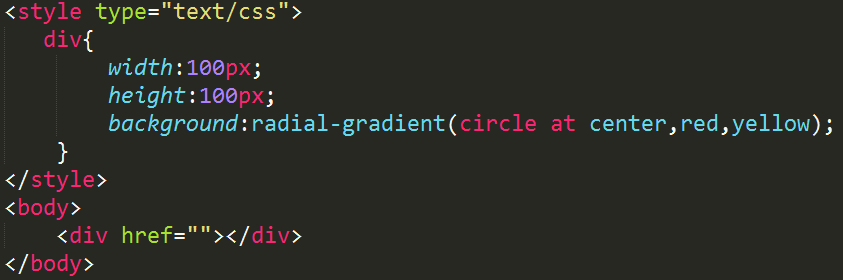 <style type="text/css">
div{
width:100px;
height:100px;
background:radial-gradient(circle at center,red,yellow);
}
</style>
<body>
<div href=""></div>
</body>